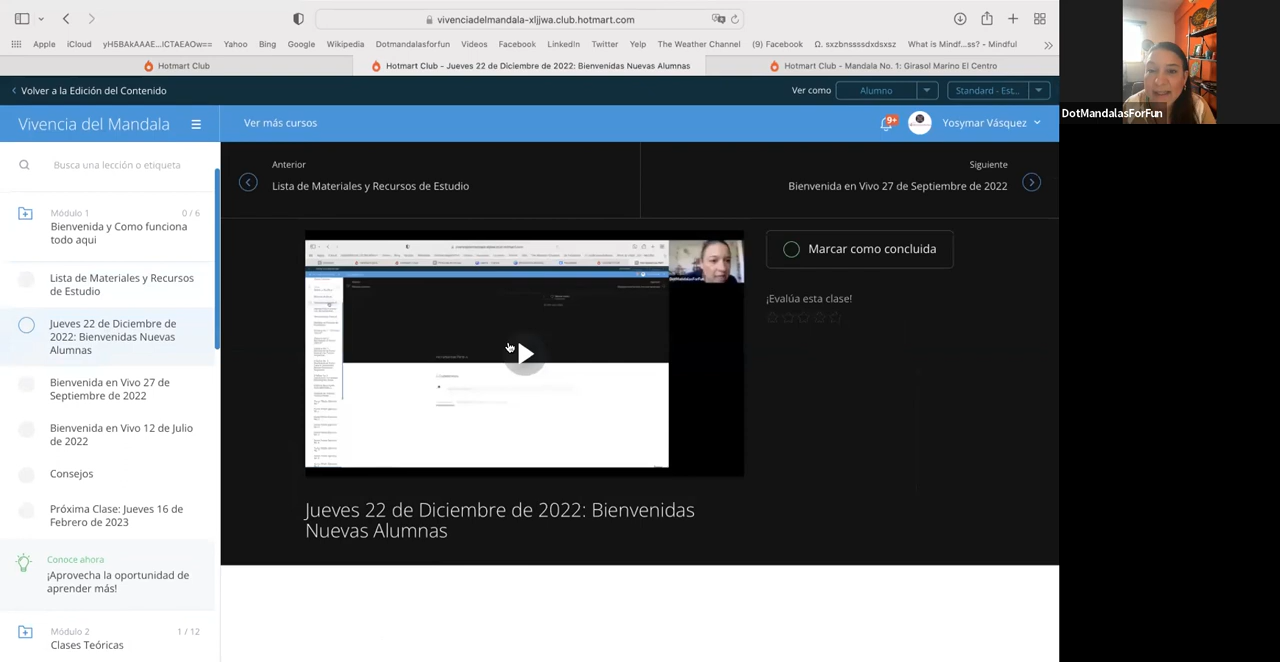 vivenciadelmandala-xljjwa.club.hotmart.com
Apple iCloud yH5BAkAAAE...ICTAEAOw== Yahoo Bing Google Wikipedia Dotmandalasforfun Videos Facebook LinkedIn Twitter Yelp The Weather Channel (9) Facebook Ω. sxzbnssssdxdsxsz What is Mindf...ss? - Mindful
Hotmart Club
Hotmart Club - Jueves 22 de Diciembre de 2022: Bienvenidas Nuevas Alumnas
Hotmart Club - Mandala No. 1: Girasol Marino El Centro
DotMandalasForFun
Volver a la Edición del Contenido
Ver como
Alumno
Standard - Est...
Vivencia del Mandala
Ver más cursos
9+
Yosymar Vásquez
Busca una lección o etiqueta
Módulo 1 0 / 6
Bienvenida y Como funciona
todo aqui
Lista de Materiales y Recursos
de Estudio
Jueves 22 de Diciembre de
2022: Bienvenidas Nuevas
Alumnas
Bienvenida en Vivo 27 de
Septiembre de 2022
Bienvenida en Vivo 12 de Julio
de 2022
Consejos
Próxima Clase: Jueves 16 de
Febrero de 2023
Conoce ahora
¡Aprovecha la oportunidad de
aprender más!
Módulo 2 1 / 12
Clases Teóricas
Anterior
Lista de Materiales y Recursos de Estudio
Siguiente
Bienvenida en Vivo 27 de Septiembre de 2022
Marcar como concluida
¡Evalúa esta clase!
Jueves 22 de Diciembre de 2022: Bienvenidas
Nuevas Alumnas